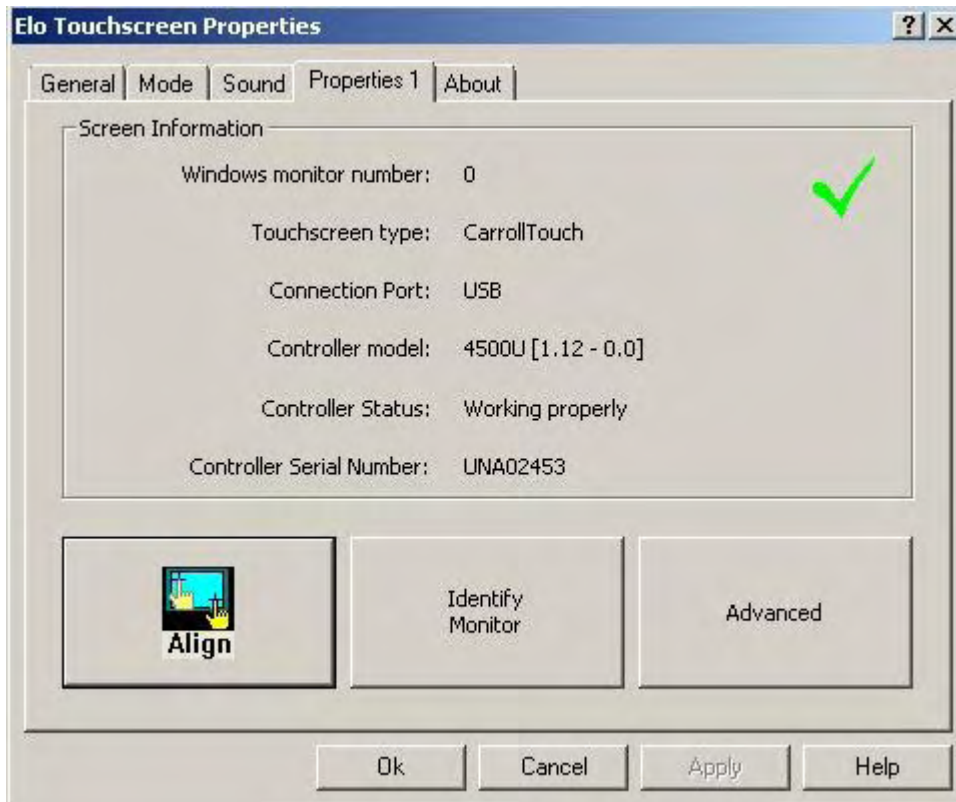 Elo Touchscreen Properties
General Mode Sound Properties 1 About
Screen Information
Windows monitor number: 0
Touchscreen type: CarrollTouch
Connection Port: USB
Controller model: 4500U [1.12 - 0.0]
Controller Status: Working properly
Controller Serial Number: UNA02453
Align
Identify
Monitor
Advanced
Ok Cancel Apply Help